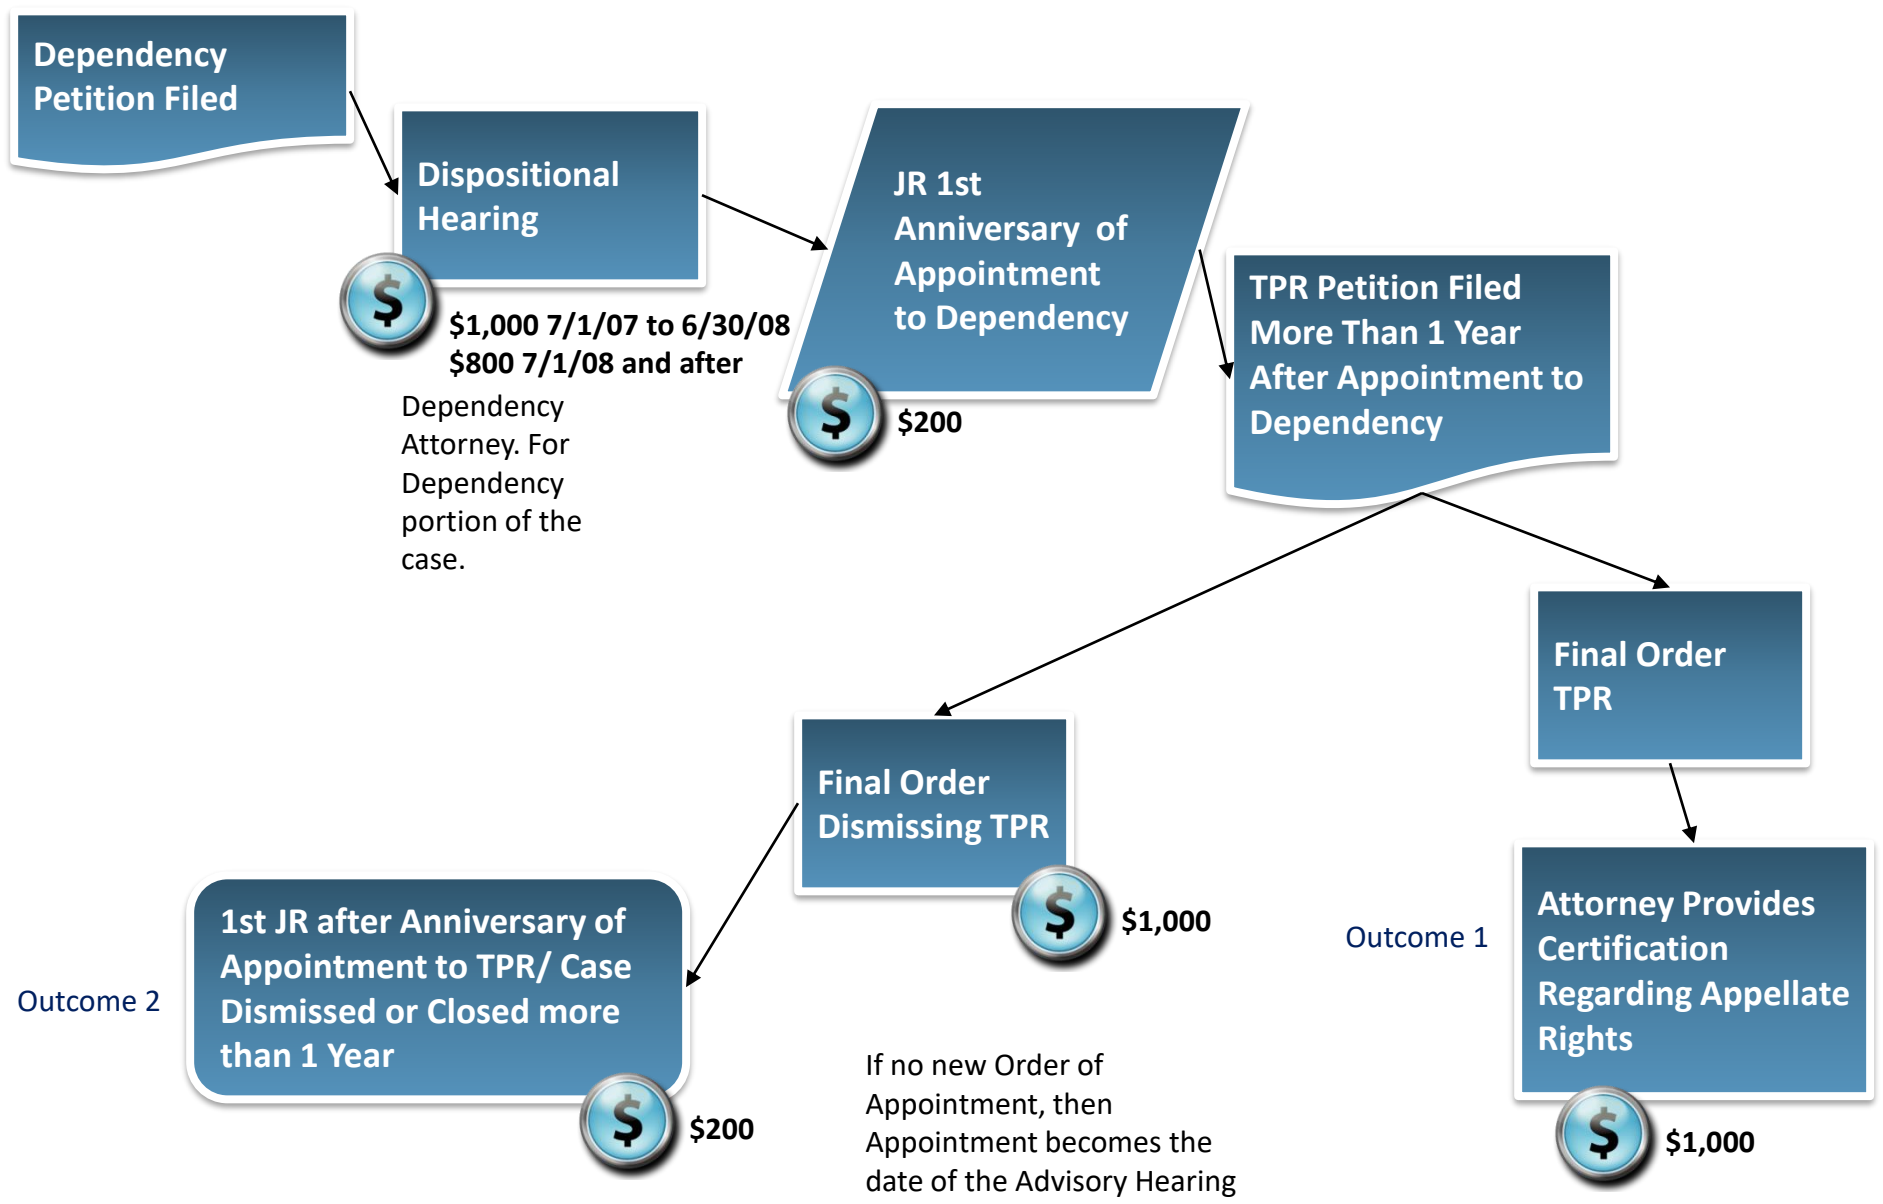 Dependency
Petition Filed
Dispositional
Hearing
$
$1,000 7/1/07 to 6/30/08
$800 7/1/08 and after
Dependency
Attorney. For
Dependency
portion of the
case.
JR 1st
Anniversary of
Appointment
to Dependency
$
$200
TPR Petition Filed
More Than 1 Year
After Appointment to
Dependency
Final Order
TPR
Final Order
Dismissing TPR
$
$1,000
Outcome 1
Attorney Provides
Certification
Regarding Appellate
Rights
$
$1,000
Outcome 2
1st JR after Anniversary of
Appointment to TPR/ Case
Dismissed or Closed more
than 1 Year
$
$200
If no new Order of
Appointment, then
Appointment becomes the
date of the Advisory Hearing